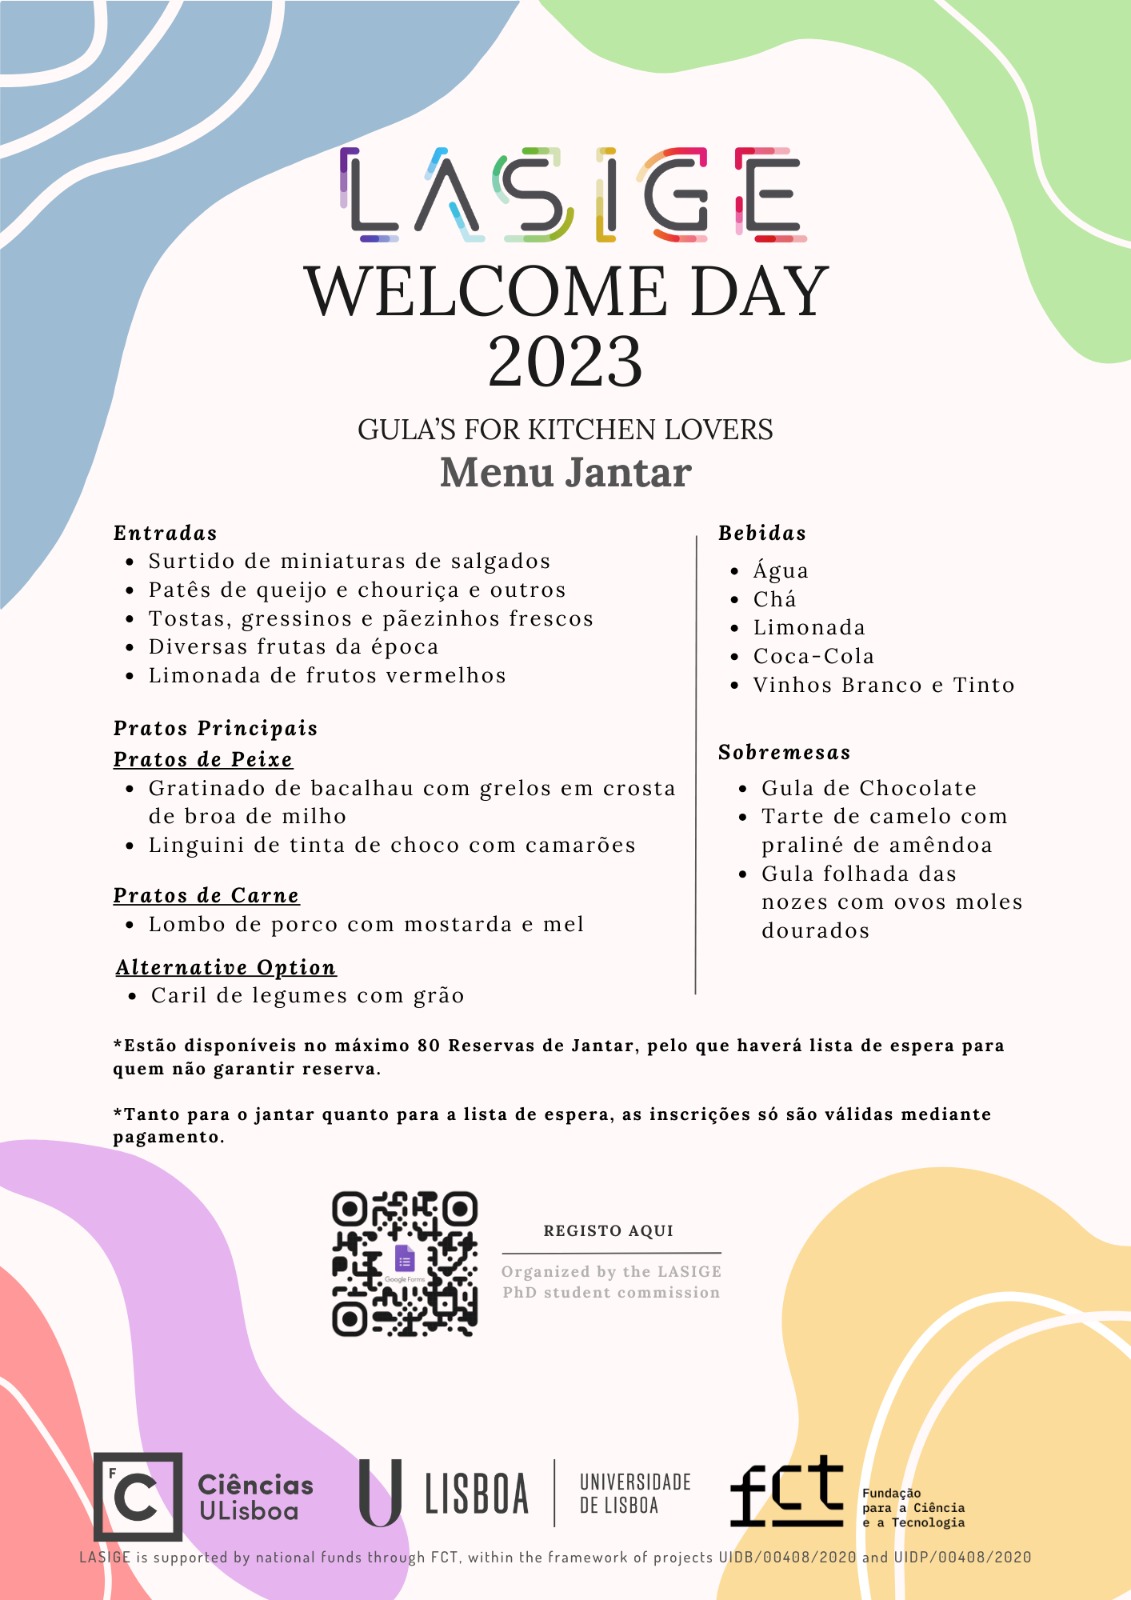 LASIGE
WELCOME DAY
2023
GULA'S FOR KITCHEN LOVERS
Menu Jantar
Entradas
Surtido de miniaturas de salgados
Patês de queijo e chouriça e outros
Tostas, gressinos e pãezinhos frescos
Diversas frutas da época
Limonada de frutos vermelhos
Pratos Principais
Pratos de Peixe
Gratinado de bacalhau com grelos em crosta
de broa de milho
Linguini de tinta de choco com camarões
Pratos de Carne
Lombo de porco com mostarda e mel
Alternative Option
Caril de legumes com grão
Bebidas
Água
Chá
Limonada
Coca-Cola
Vinhos Branco e Tinto
Sobremesas
Gula de Chocolate
Tarte de camelo com
praliné de amêndoa
Gula folhada das
nozes com ovos moles
dourados
*Estão disponíveis no máximo 80 Reservas de Jantar, pelo que haverá lista de espera para
quem não garantir reserva.
*Tanto para o jantar quanto para a lista de espera, as inscrições só são válidas mediante
pagamento.
Google Forms
REGISTO AQUI
Organized by the LASIGE
PhD student commission
F
C
Ciências
ULisboa
U LISBOA
UNIVERSIDADE
DE LISBOA
fct
Fundação
para a Ciência
e a Tecnologia
LASIGE is supported by national funds through FCT, within the framework of projects UIDB/00408/2020 and UIDP/00408/2020